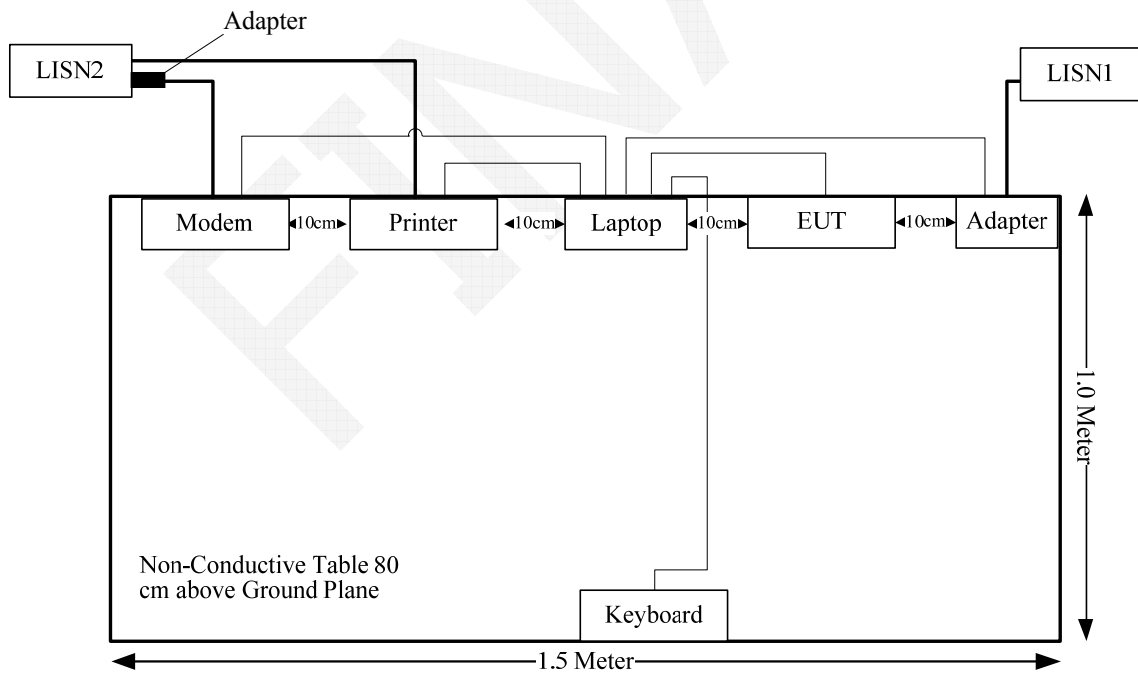 Adapter
LISN2
LISN1
Modem
10cm
Printer
10cm
Laptop
10cm
EUT
10cm
Adapter
1.0 Meter
Non-Conductive Table 80
cm above Ground Plane
Keyboard
1.5 Meter